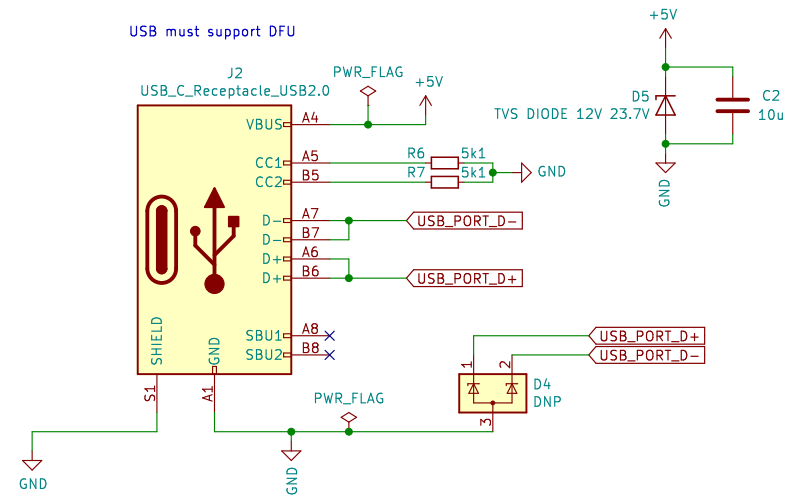 USB must support DFU
+5V
J2
USB_C_Receptacle_USB2.0
PWR_FLAG
+5V
D5
TVS DIODE 12V 23.7V
C2
10u
GND
VBUS
A4
CC1
A5
R6
5k1
CC2
B5
R7
5k1
GND
D-
A7
USB_PORT_D-
D-
B7
D+
A6
D+
B6
USB_PORT_D+
SBU1
A8
SBU2
B8
SHIELD
GND
S1
A1
USB_PORT_D+
USB_PORT_D-
1
2
D4
DNP
3
PWR_FLAG
GND
GND